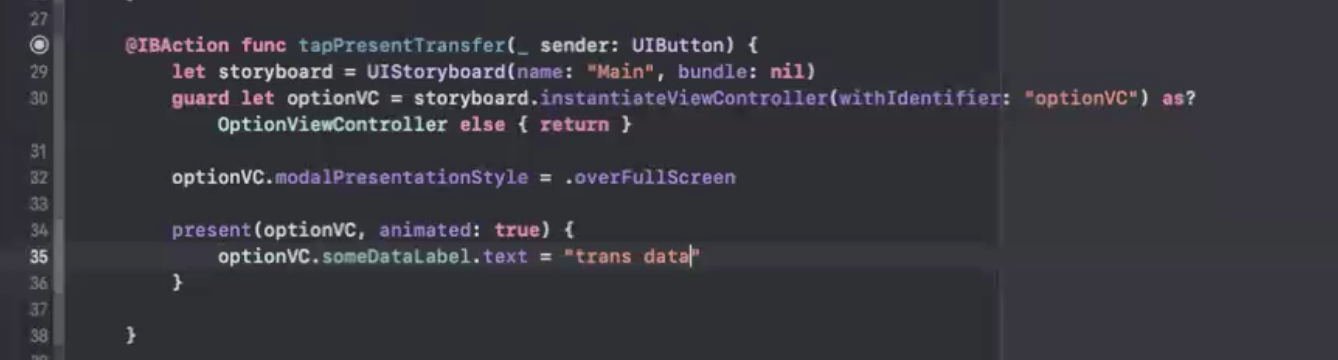 27
@IBAction func tapPresentTransfer(_ sender: UIButton) {
29 let storyboard = UIStoryboard(name: "Main", bundle: nil)
30 guard let optionVC = storyboard.instantiateViewController(withIdentifier: "optionVC") as?
OptionViewController else { return }
31
32 optionVC.modalPresentationStyle = .overFullScreen
33
34 present(optionVC, animated: true) {
35 optionVC.someDataLabel.text = "trans data"
36 }
37
38 }